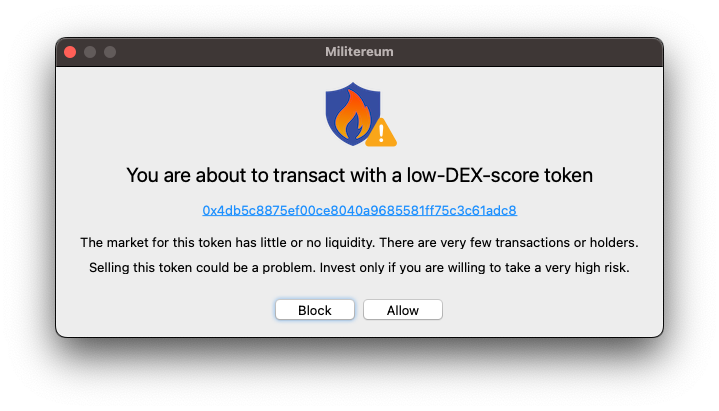 Militereum
You are about to transact with a low-DEX-score token
0x4db5c8875ef00ce8040a9685581ff75c3c61adc8
The market for this token has little or no liquidity. There are very few transactions or holders.
Selling this token could be a problem. Invest only if you are willing to take a very high risk.
Block Allow